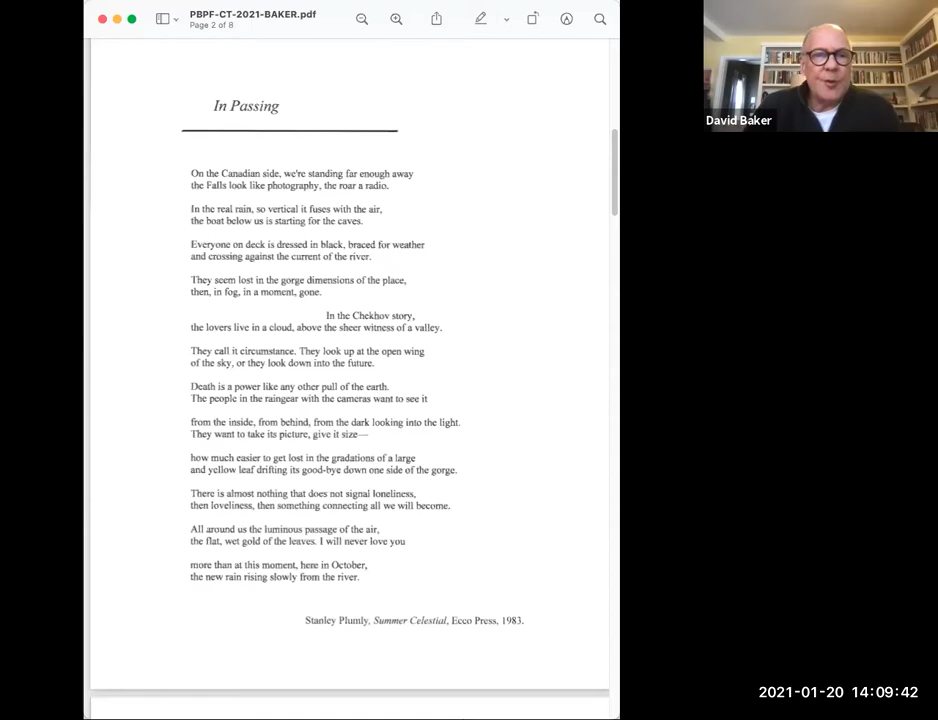 PBPF-CT-2021-BAKER.pdf
Page 2 of 8
David Baker
In Passing
On the Canadian side, we're standing far enough away
the Falls look like photography, the roar a radio.
In the real rain, so vertical it fuses with the air,
the boat below us is starting for the caves.
Everyone on deck is dressed in black, braced for weather
and crossing against the current of the river.
They seem lost in the gorge dimensions of the place,
then, in fog, in a moment, gone.
In the Chekhov story,
the lovers live in a cloud, above the sheer witness of a valley.
They call it circumstance. They look up at the open wing
of the sky, or they look down into the future.
Death is a power like any other pull of the earth.
The people in the raingear with the cameras want to see it
from the inside, from behind, from the dark looking into the light.
They want to take its picture, give it size—
how much easier to get lost in the gradations of a large
and yellow leaf drifting its good-bye down one side of the gorge.
There is almost nothing that does not signal loneliness,
then loveliness, then something connecting all we will become.
All around us the luminous passage of the air,
the flat, wet gold of the leaves. I will never love you
more than at this moment, here in October,
the new rain rising slowly from the river.
Stanley Plumly, Summer Celestial, Ecco Press, 1983.
2021-01-20 14:09:42